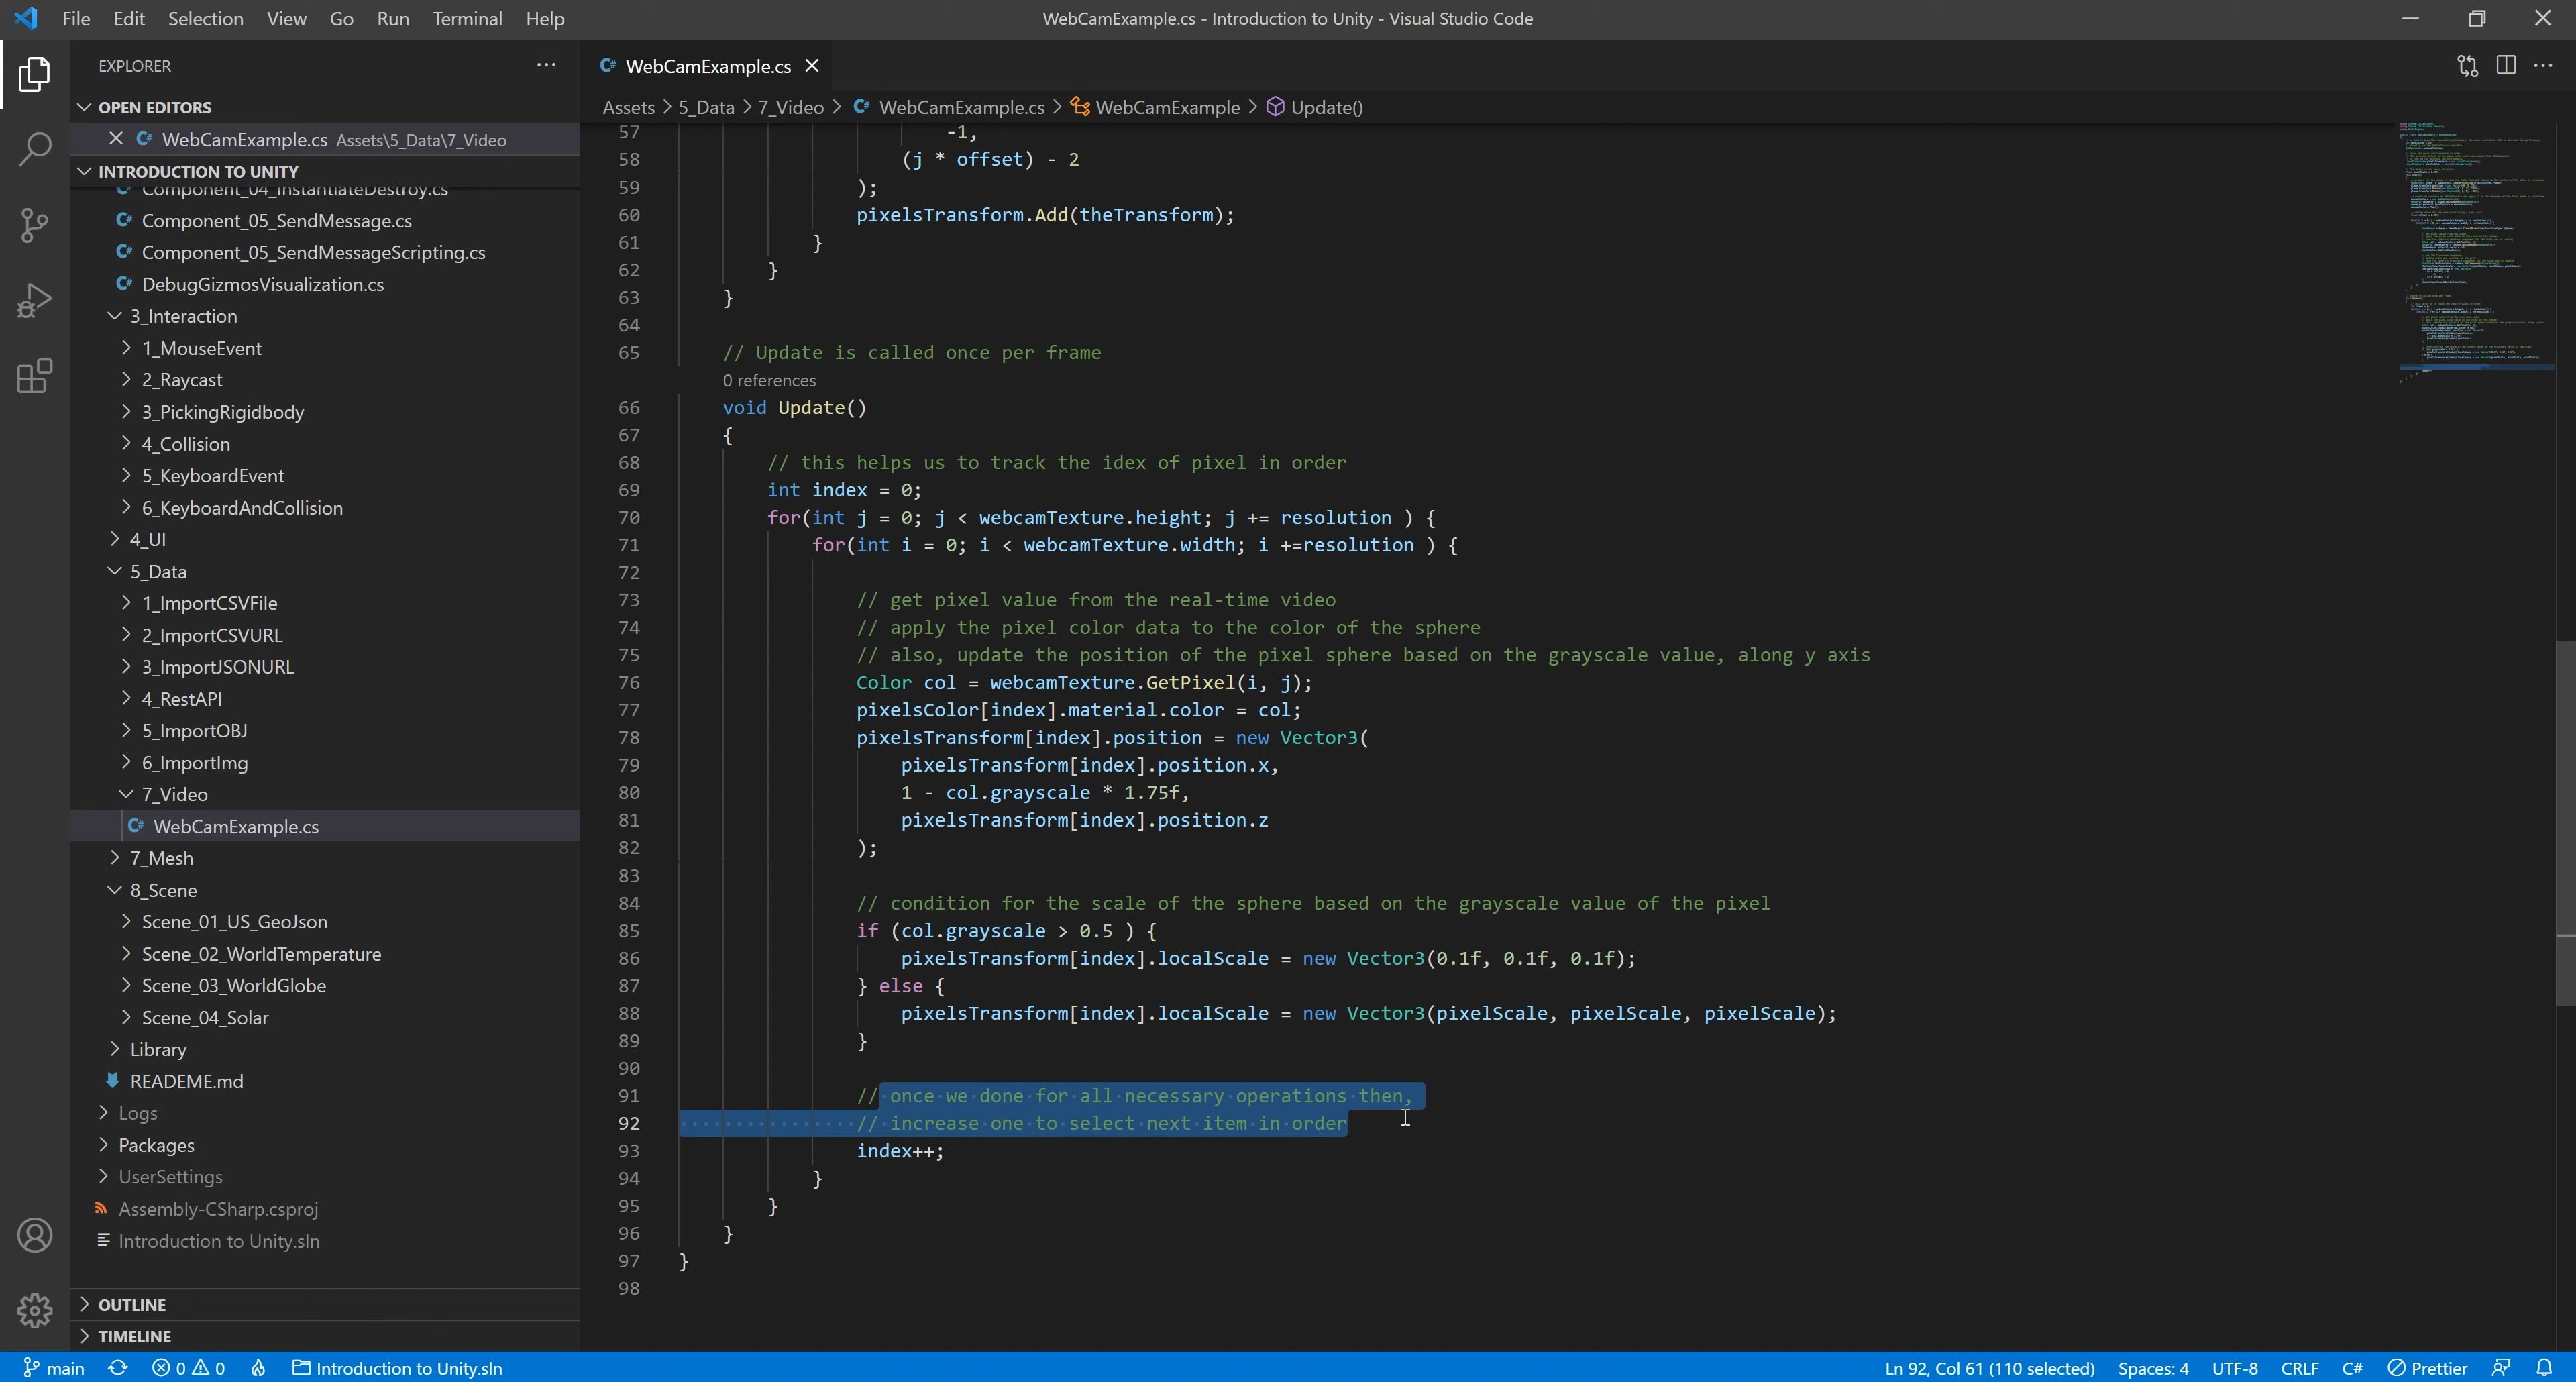 File Edit Selection View Go Run Terminal Help
WebCamExample.cs - Introduction to Unity - Visual Studio Code
EXPLORER
OPEN EDITORS
WebCamExample.cs Assets\5_Data\7_Video
INTRODUCTION TO UNITY
Component_04_InstantiateDestroy.cs
Component_05_SendMessage.cs
Component_05_SendMessageScripting.cs
DebugGizmosVisualization.cs
3_Interaction
1_MouseEvent
2_Raycast
3_PickingRigidbody
4_Collision
5_KeyboardEvent
6_KeyboardAndCollision
4_UI
5_Data
1_ImportCSVFile
2_ImportCSVURL
3_ImportJSONURL
4_RestAPI
5_ImportOBJ
6_ImportImg
7_Video
WebCamExample.cs
7_Mesh
8_Scene
Scene_01_US_GeoJson
Scene_02_WorldTemperature
Scene_03_WorldGlobe
Scene_04_Solar
Library
READEME.md
Logs
Packages
UserSettings
Assembly-CSharp.csproj
Introduction to Unity.sln
OUTLINE
TIMELINE
WebCamExample.cs
Assets > 5_Data > 7_Video > WebCamExample.cs > WebCamExample > Update()
57 -1,
58 (j * offset) - 2
59 );
60 pixelsTransform.Add(theTransform);
61 }
62 }
63 }
64
65 // Update is called once per frame
0 references
66 void Update()
67 {
68 // this helps us to track the idex of pixel in order
69 int index = 0;
70 for(int j = 0; j < webcamTexture.height; j += resolution ) {
71 for(int i = 0; i < webcamTexture.width; i +=resolution ) {
72
73 // get pixel value from the real-time video
74 // apply the pixel color data to the color of the sphere
75 // also, update the position of the pixel sphere based on the grayscale value, along y axis
76 Color col = webcamTexture.GetPixel(i, j);
77 pixelsColor[index].material.color = col;
78 pixelsTransform[index].position = new Vector3(
79 pixelsTransform[index].position.x,
80 1 - col.grayscale * 1.75f,
81 pixelsTransform[index].position.z
82 );
83
84 // condition for the scale of the sphere based on the grayscale value of the pixel
85 if (col.grayscale > 0.5 ) {
86 pixelsTransform[index].localScale = new Vector3(0.1f, 0.1f, 0.1f);
87 } else {
88 pixelsTransform[index].localScale = new Vector3(pixelScale, pixelScale, pixelScale);
89 }
90
91 // once we done for all necessary operations then,
92 // increase one to select next item in order
93 index++;
94 }
95 }
96 }
97 }
98
main 0 0 Introduction to Unity.sln
Ln 92, Col 61 (110 selected) Spaces: 4 UTF-8 CRLF C# Prettier